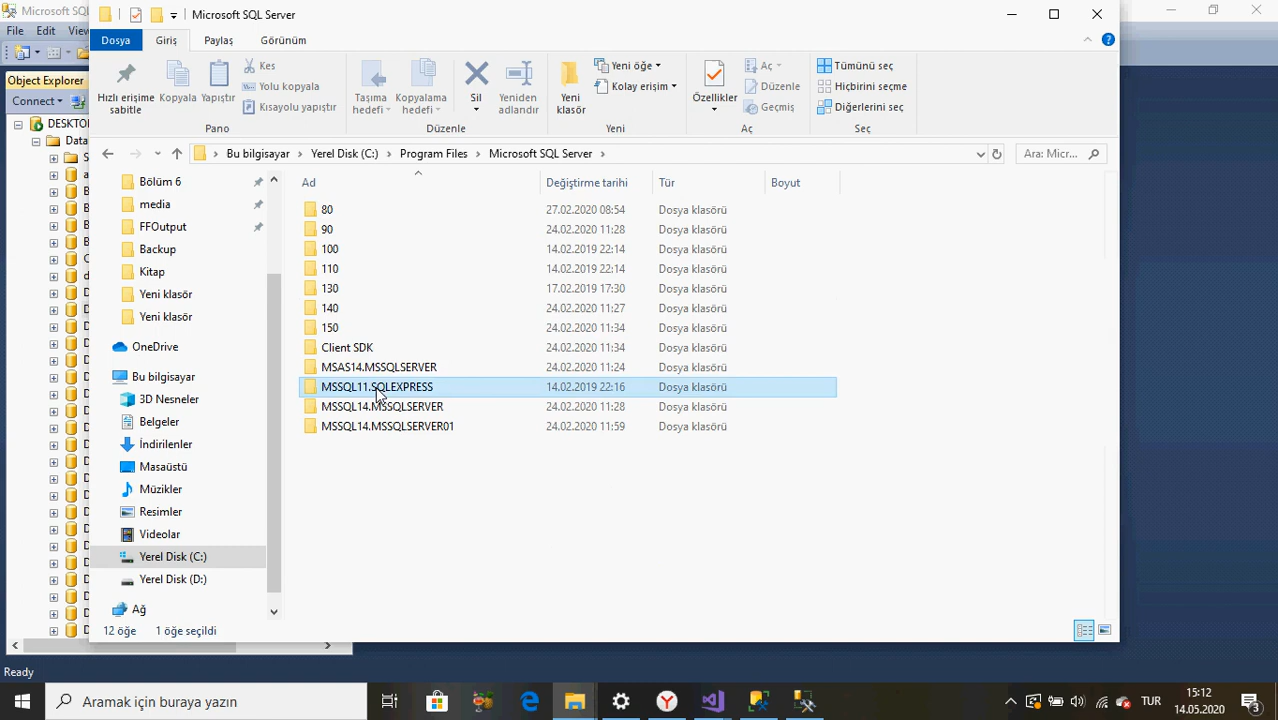 Microsoft SQL Server
Microsoft SQL Server
File Edit View
Dosya Giriş Paylaş Görünüm
Hızlı erişime sabitle
Kopyala
Yapıştır
Kes
Yolu kopyala
Kısayolu yapıştır
Pano
Taşıma hedefi
Kopyalama hedefi
Sil
Yeniden adlandır
Düzenle
Yeni klasör
Yeni öğe
Kolay erişim
Yeni
Özellikler
Aç
Düzenle
Geçmiş
Aç
Tümünü seç
Hiçbirini seçme
Diğerlerini seç
Seç
Object Explorer
Connect
DESKTO
Data
Bu bilgisayar Yerel Disk (C:) Program Files Microsoft SQL Server
Ara: Micr...
Bölüm 6
media
FFOutput
Backup
Kitap
Yeni klasör
Yeni klasör
OneDrive
Bu bilgisayar
3D Nesneler
Belgeler
İndirilenler
Masaüstü
Müzikler
Resimler
Videolar
Yerel Disk (C:)
Yerel Disk (D:)
Ağ
Ad Değiştirme tarihi Tür Boyut
80 27.02.2020 08:54 Dosya klasörü
90 24.02.2020 11:28 Dosya klasörü
100 14.02.2019 22:14 Dosya klasörü
110 14.02.2019 22:14 Dosya klasörü
130 17.02.2019 17:30 Dosya klasörü
140 24.02.2020 11:27 Dosya klasörü
150 24.02.2020 11:34 Dosya klasörü
Client SDK 24.02.2020 11:34 Dosya klasörü
MSAS14.MSSQLSERVER 24.02.2020 11:24 Dosya klasörü
MSSQL11.SQLEXPRESS 14.02.2019 22:16 Dosya klasörü
MSSQL14.MSSQLSERVER 24.02.2020 11:28 Dosya klasörü
MSSQL14.MSSQLSERVER01 24.02.2020 11:59 Dosya klasörü
12 öğe 1 öğe seçildi
Ready
Aramak için buraya yazın
TUR
15:12
14.05.2020
3